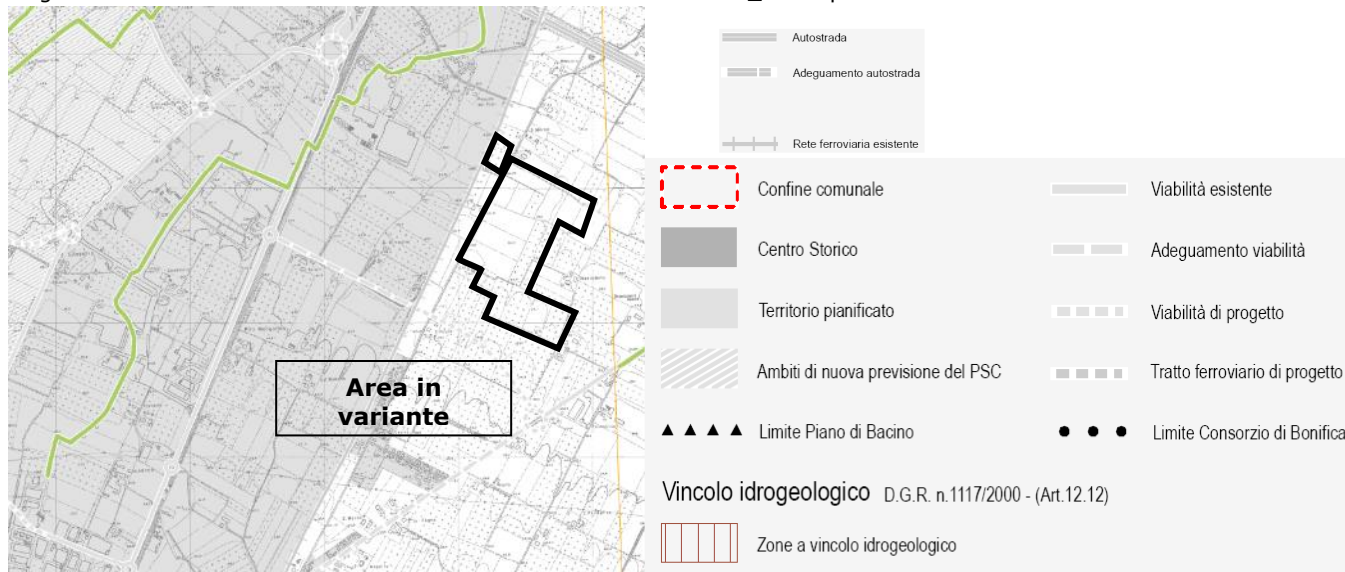 Area in
variante
Autostrada
Adeguamento autostrada
Rete ferroviaria esistente
Confine comunale
Viabilità esistente
Centro Storico
Adeguamento viabilità
Territorio pianificato
Viabilità di progetto
Ambiti di nuova previsione del PSC
Tratto ferroviario di progetto
Limite Piano di Bacino
Limite Consorzio di Bonifica
Vincolo idrogeologico D.G.R. n.1117/2000 - (Art.12.12)
Zone a vincolo idrogeologico